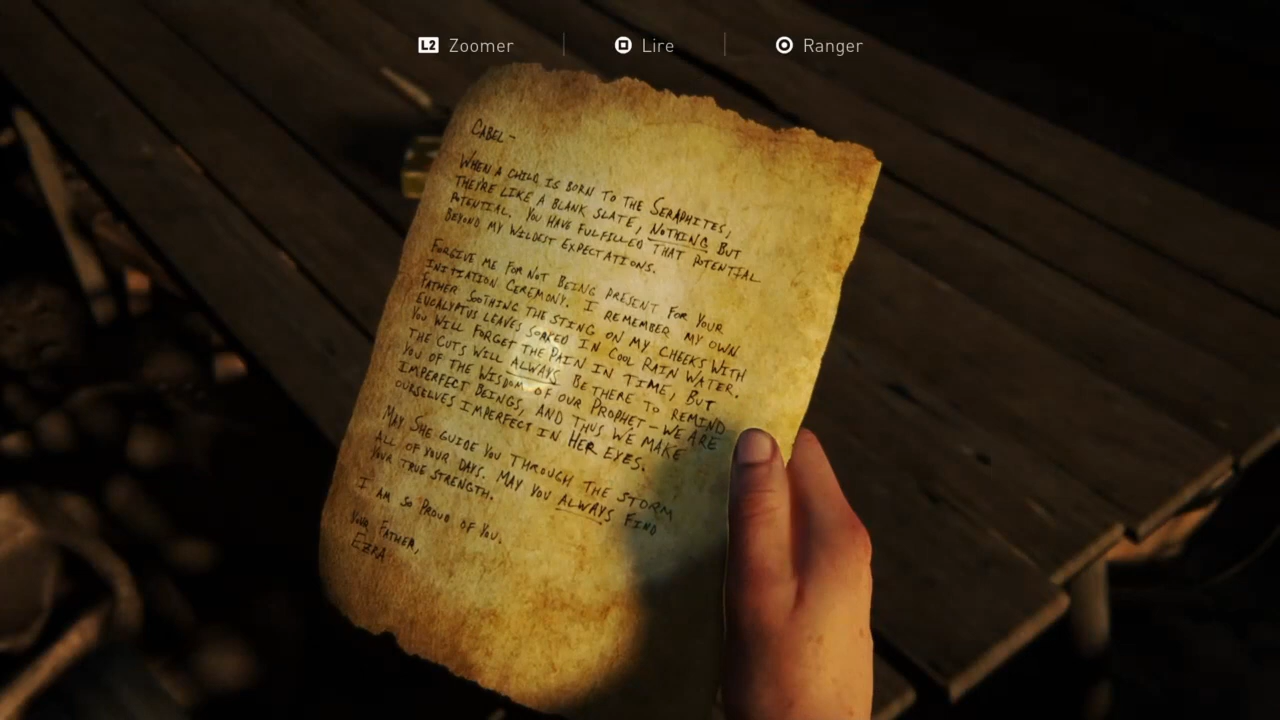 L2 Zoomer Lire Ranger
CABEL-
WHEN A CHILD IS BORN TO THE SERAPHITES,
THEY'RE LIKE A BLANK SLATE, NOTHING BUT
POTENTIAL. YOU HAVE FULFILLED THAT POTENTIAL
BEYOND MY WILDEST EXPECTATIONS.
FORGIVE ME FOR NOT BEING PRESENT FOR YOUR
INITIATION CEREMONY. I REMEMBER MY OWN
FATHER SOOTHING THE STING ON MY CHEEKS WITH
EUCALYPTUS LEAVES SOAKED IN COOL RAIN WATER.
YOU WILL FORGET THE PAIN IN TIME, BUT
THE CUTS WILL ALWAYS BE THERE TO REMIND
YOU OF THE WISDOM OF OUR PROPHET - WE ARE
IMPERFECT BEINGS, AND THUS WE MAKE
OURSELVES IMPERFECT IN HER EYES.
MAY SHE GUIDE YOU THROUGH THE STORM
ALL OF YOUR DAYS. MAY YOU ALWAYS FIND
YOUR TRUE STRENGTH.
I AM SO PROUD OF YOU.
YOUR FATHER,
EZRA